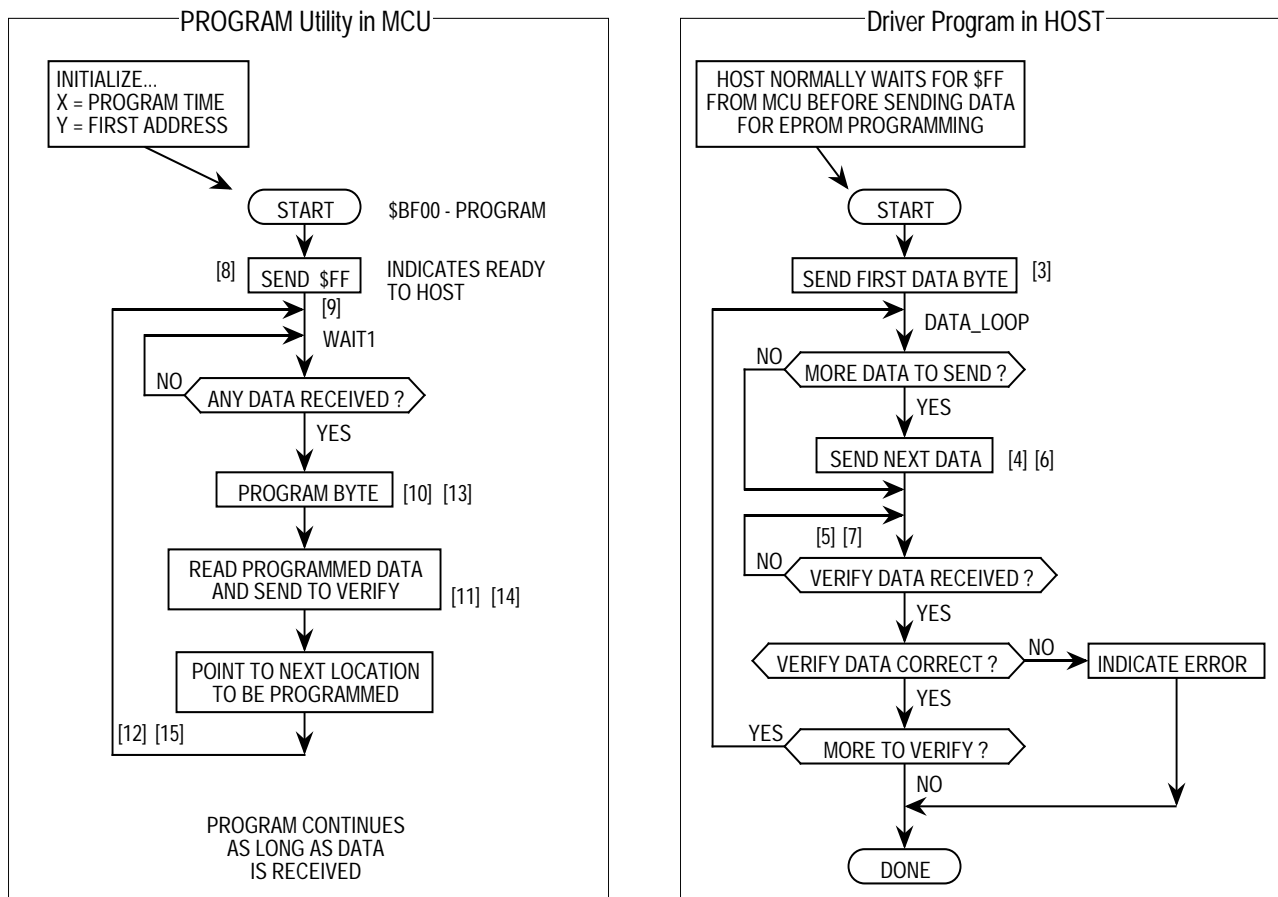 PROGRAM Utility in MCU
INITIALIZE...
X = PROGRAM TIME
Y = FIRST ADDRESS
START
$BF00 - PROGRAM
[8]
SEND $FF
INDICATES READY
TO HOST
[9]
WAIT1
NO
ANY DATA RECEIVED ?
YES
PROGRAM BYTE
[10] [13]
READ PROGRAMMED DATA
AND SEND TO VERIFY
[11] [14]
POINT TO NEXT LOCATION
TO BE PROGRAMMED
[12] [15]
PROGRAM CONTINUES
AS LONG AS DATA
IS RECEIVED
Driver Program in HOST
HOST NORMALLY WAITS FOR $FF
FROM MCU BEFORE SENDING DATA
FOR EPROM PROGRAMMING
START
SEND FIRST DATA BYTE
[3]
DATA_LOOP
NO
MORE DATA TO SEND ?
YES
SEND NEXT DATA
[4] [6]
[5] [7]
NO
VERIFY DATA RECEIVED ?
YES
VERIFY DATA CORRECT ?
NO
INDICATE ERROR
YES
YES
MORE TO VERIFY ?
NO
DONE